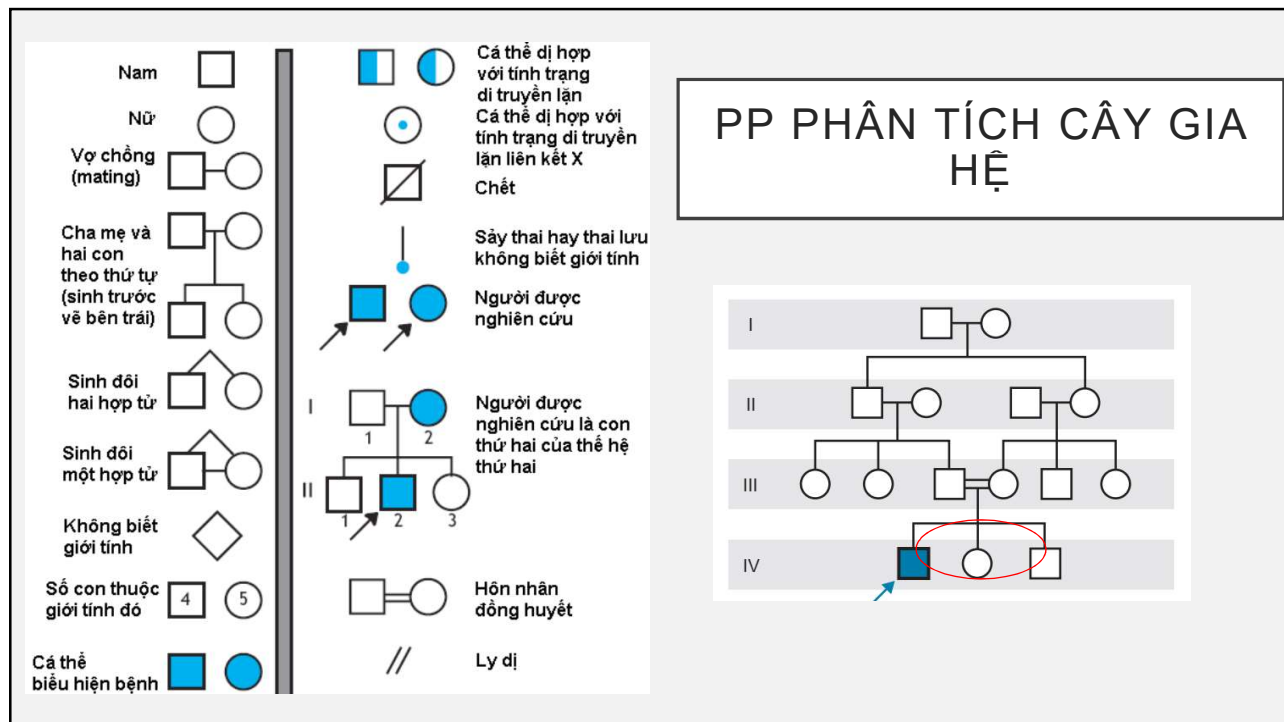 Nam
Nữ
Vợ chồng
(mating)
Cha mẹ và
hai con
theo thứ tự
(sinh trước
vẽ bên trái)
Sinh đôi
hai hợp tử
Sinh đôi
một hợp tử
Không biết
giới tính
Số con thuộc
giới tính đó
4 5
Cá thể
biểu hiện bệnh
Cá thể dị hợp
với tính trạng
di truyền lặn
Cá thể dị hợp với
tính trạng di truyền
lặn liên kết X
Chết
Sảy thai hay thai lưu
không biết giới tính
Người được
nghiên cứu
I
1 2
II
1 2 3
Người được
nghiên cứu là con
thứ hai của thế hệ
thứ hai
Hôn nhân
đồng huyết
Ly dị
PP PHÂN TÍCH CÂY GIA
HỆ
I
II
III
IV